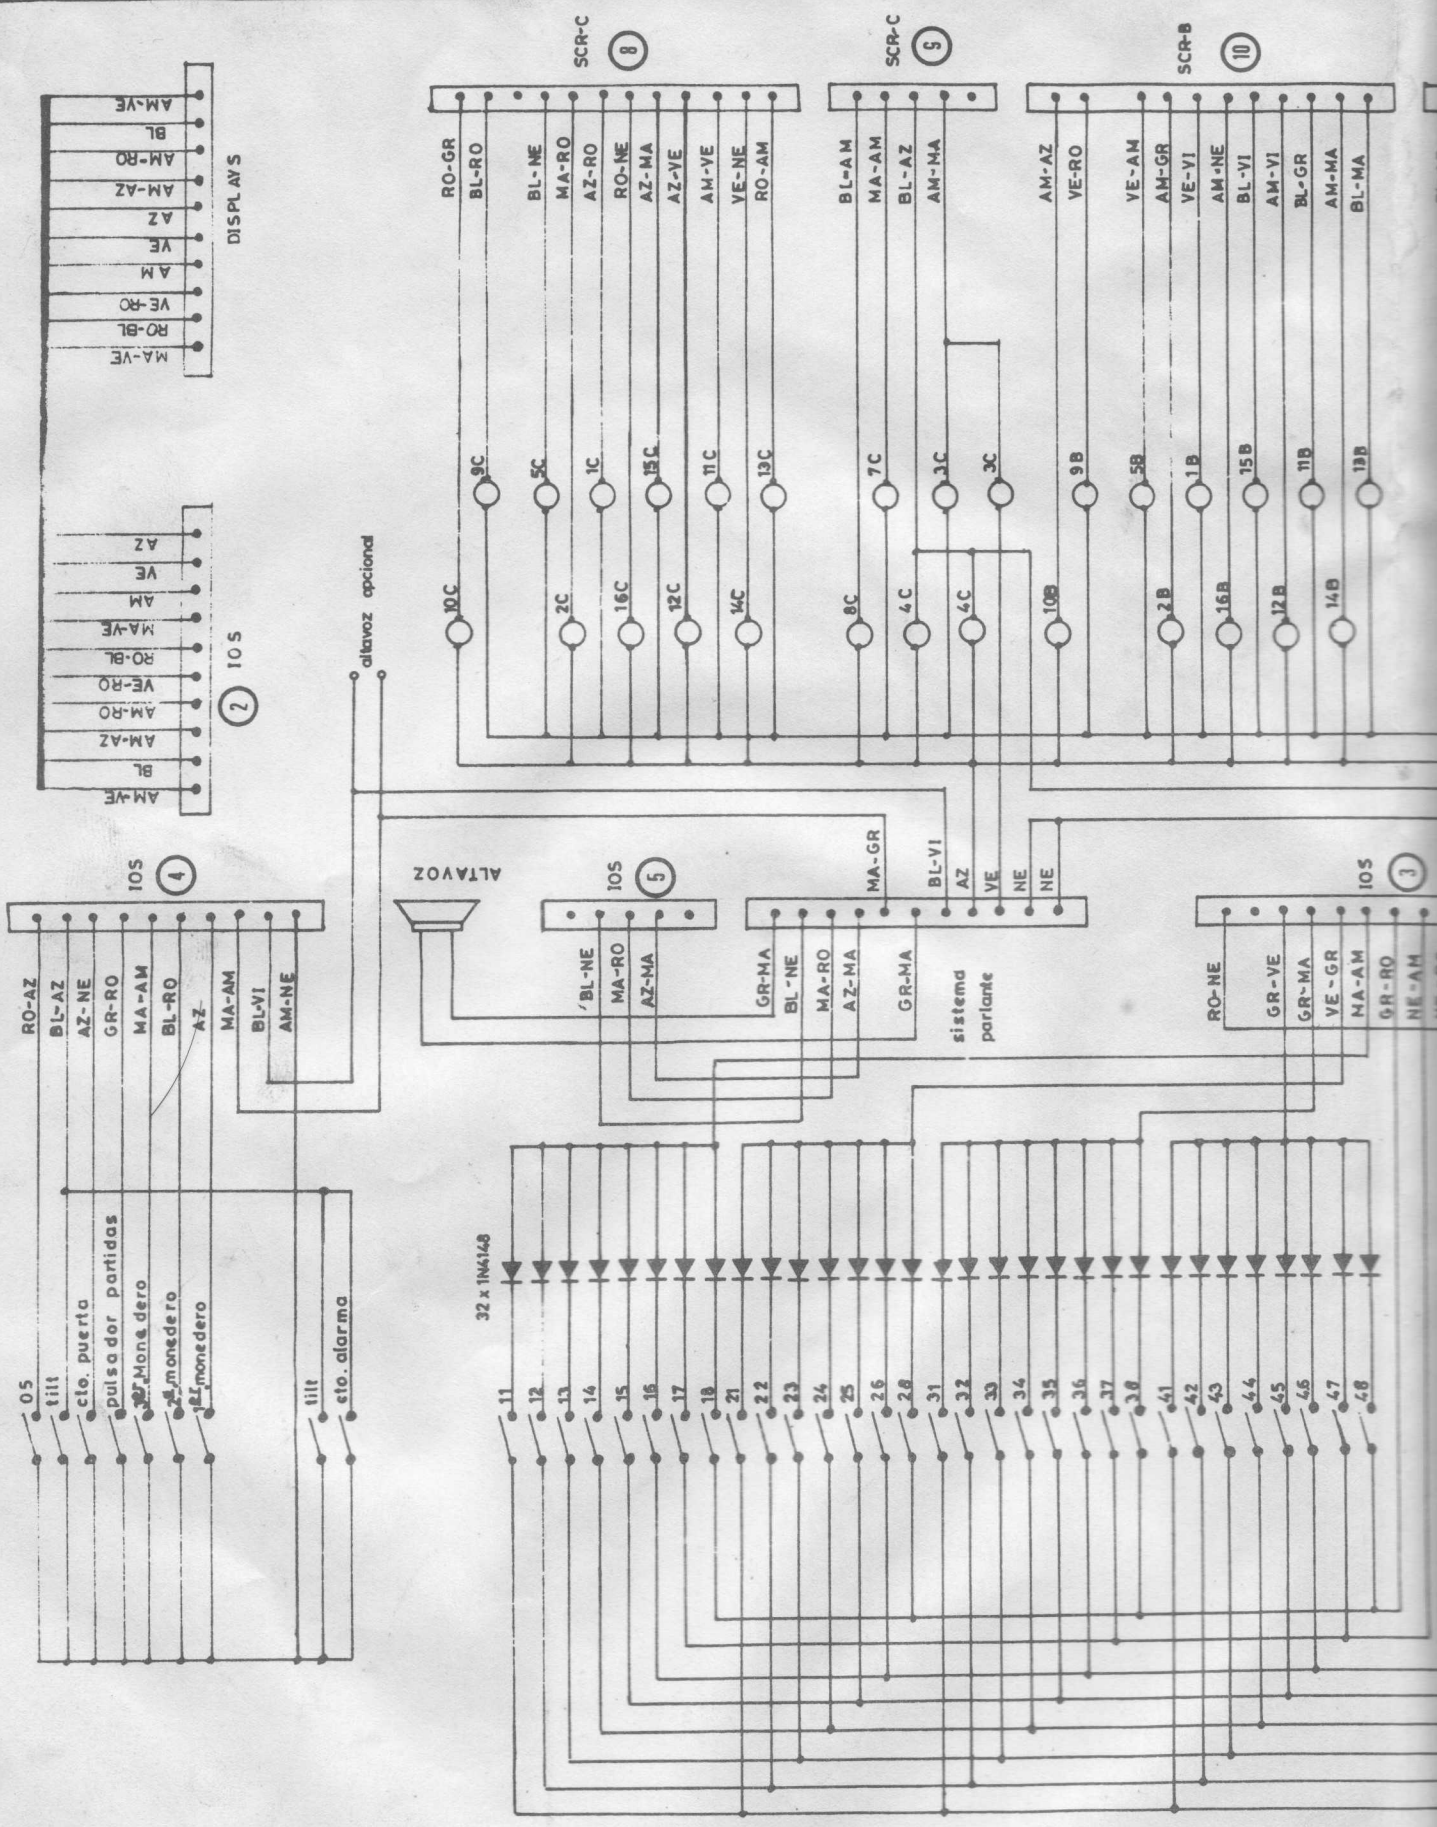 AM-VE
BL
AM-RO
AM-AZ
AZ
VE
AM
VE-RO
RO-BL
MA-VE
DISPLAYS
AZ
VE
AM
MA-VE
RO-BL
VE-RO
AM-RO
AM-AZ
BL
AM-VE
2 IOS
SCR-C
8
RO-GR
BL-RO
BL-NE
MA-RO
AZ-RO
RO-NE
AZ-MA
AZ-VE
AM-VE
VE-NE
RO-AM
9C
5C
1C
15C
11C
13C
10C
2C
16C
12C
14C
SCR-C
9
BL-AM
MA-AM
BL-AZ
AM-MA
7C
3C
3C
8C
4C
4C
SCR-B
10
AM-AZ
VE-RO
VE-AM
AM-GR
VE-VI
AM-NE
BL-VI
AM-VI
BL-GR
AM-MA
BL-MA
9B
5B
1B
15B
11B
13B
10B
2B
16B
12B
14B
altavoz opcional
IOS
4
RO-AZ
BL-AZ
AZ-NE
GR-RO
MA-AM
BL-RO
AZ
MA-AM
BL-VI
AM-NE
ALTAVOZ
IOS
5
BL-NE
MA-RO
AZ-MA
MA-GR
BL-VI
AZ
VE
NE
NE
GR-MA
BL-NE
MA-RO
AZ-MA
GR-MA
sistema
parlante
IOS
3
RO-NE
GR-VE
GR-MA
VE-GR
MA-AM
GR-RO
NE-AM
05
tilt
cto. puerta
pulsador partidas
3er Monedero
2º monedero
1er monedero
tilt
cto. alarma
32 x 1N4148
11
12
13
14
15
16
17
18
21
22
23
24
25
26
28
31
32
33
34
35
36
37
38
41
42
43
44
45
46
47
48